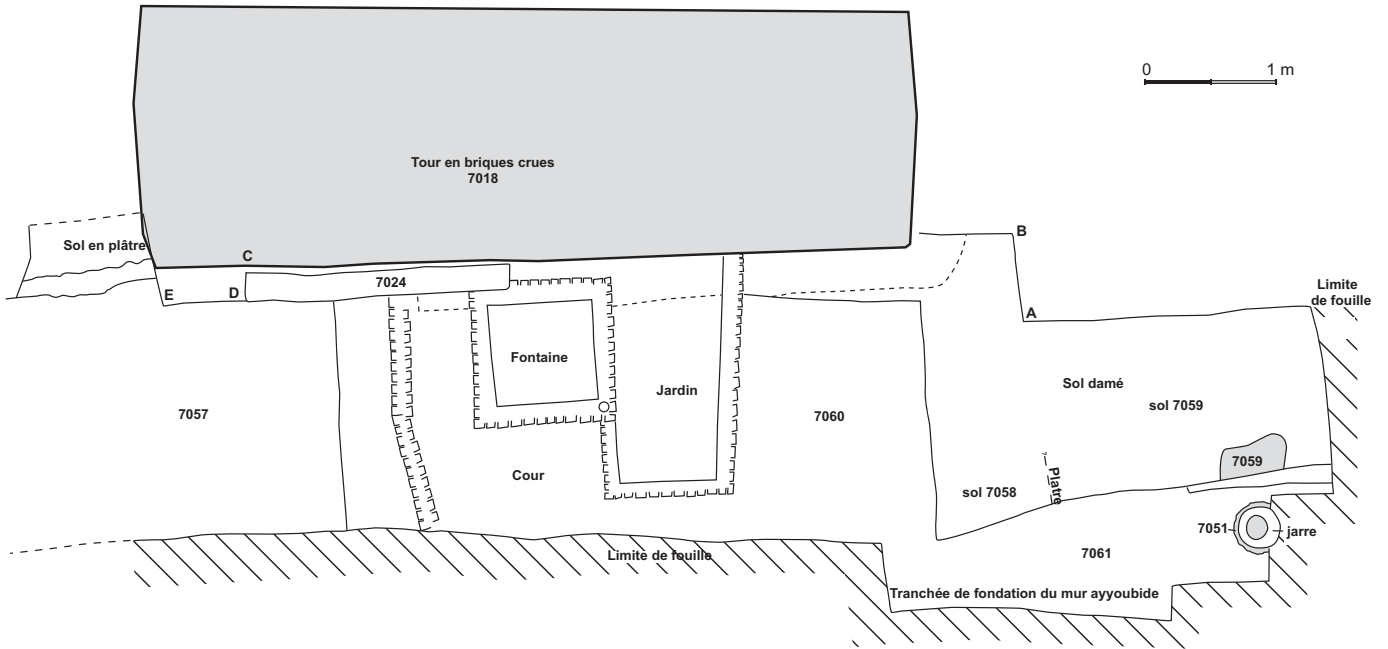 0 1 m
Tour en briques crues
7018
Sol en plâtre
C
B
7024
E
D
Limite
de fouille
A
Fontaine
Jardin
Sol damé
sol 7059
7057
7060
7059
Cour
sol 7058
?
Platre
7051
jarre
Limite de fouille
7061
Tranchée de fondation du mur ayyoubide